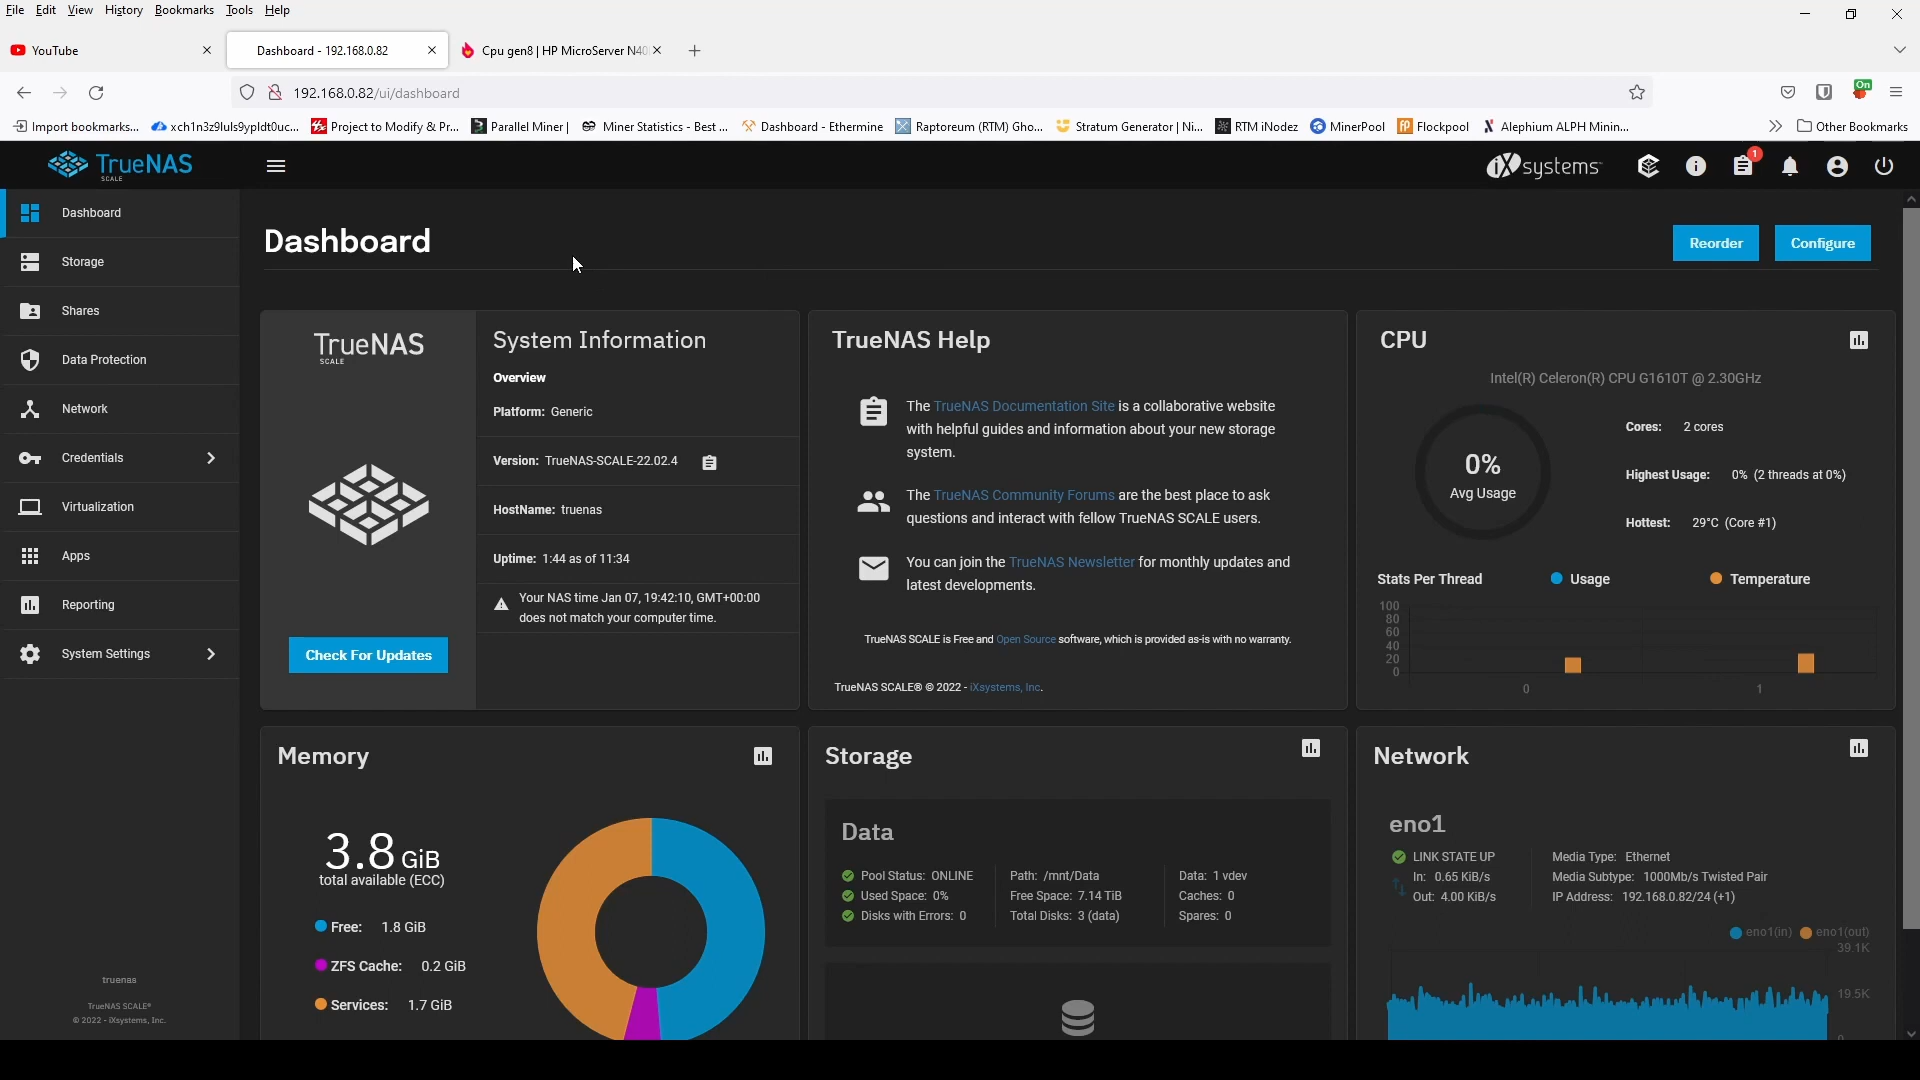 File Edit View History Bookmarks Tools Help
YouTube
Dashboard - 192.168.0.82
Cpu gen8 | HP MicroServer N40
192.168.0.82/ui/dashboard
Import bookmarks...
xch1n3z9luls9ypldt0uc...
Project to Modify & Pr...
Parallel Miner |
Miner Statistics - Best ...
Dashboard - Ethermine
Raptoreum (RTM) Gho...
Stratum Generator | Ni...
RTM iNodez
MinerPool
Flockpool
Alephium ALPH Minin...
Other Bookmarks
On
TrueNAS
SCALE
iXsystems
1
Dashboard
Storage
Shares
Data Protection
Network
Credentials
Virtualization
Apps
Reporting
System Settings
truenas
TrueNAS SCALE®
© 2022 - iXsystems, Inc.
Dashboard
Reorder
Configure
TrueNAS
SCALE
Check For Updates
System Information
Overview
Platform: Generic
Version: TrueNAS-SCALE-22.02.4
HostName: truenas
Uptime: 1:44 as of 11:34
Your NAS time Jan 07, 19:42:10, GMT+00:00
does not match your computer time.
TrueNAS Help
The TrueNAS Documentation Site is a collaborative website
with helpful guides and information about your new storage
system.
The TrueNAS Community Forums are the best place to ask
questions and interact with fellow TrueNAS SCALE users.
You can join the TrueNAS Newsletter for monthly updates and
latest developments.
TrueNAS SCALE is Free and Open Source software, which is provided as-is with no warranty.
TrueNAS SCALE® © 2022 - iXsystems, Inc.
CPU
Intel(R) Celeron(R) CPU G1610T @ 2.30GHz
0%
Avg Usage
Cores: 2 cores
Highest Usage: 0% (2 threads at 0%)
Hottest: 29°C (Core #1)
Stats Per Thread
Usage
Temperature
100
80
60
40
20
0
0
1
Memory
3.8 GiB
total available (ECC)
Free: 1.8 GiB
ZFS Cache: 0.2 GiB
Services: 1.7 GiB
Storage
Data
Pool Status: ONLINE
Used Space: 0%
Disks with Errors: 0
Path: /mnt/Data
Free Space: 7.14 TiB
Total Disks: 3 (data)
Data: 1 vdev
Caches: 0
Spares: 0
Network
eno1
LINK STATE UP
In: 0.65 KiB/s
Out: 4.00 KiB/s
Media Type: Ethernet
Media Subtype: 1000Mb/s Twisted Pair
IP Address: 192.168.0.82/24 (+1)
eno1(in)
eno1(out)
39.1K
19.5K
0